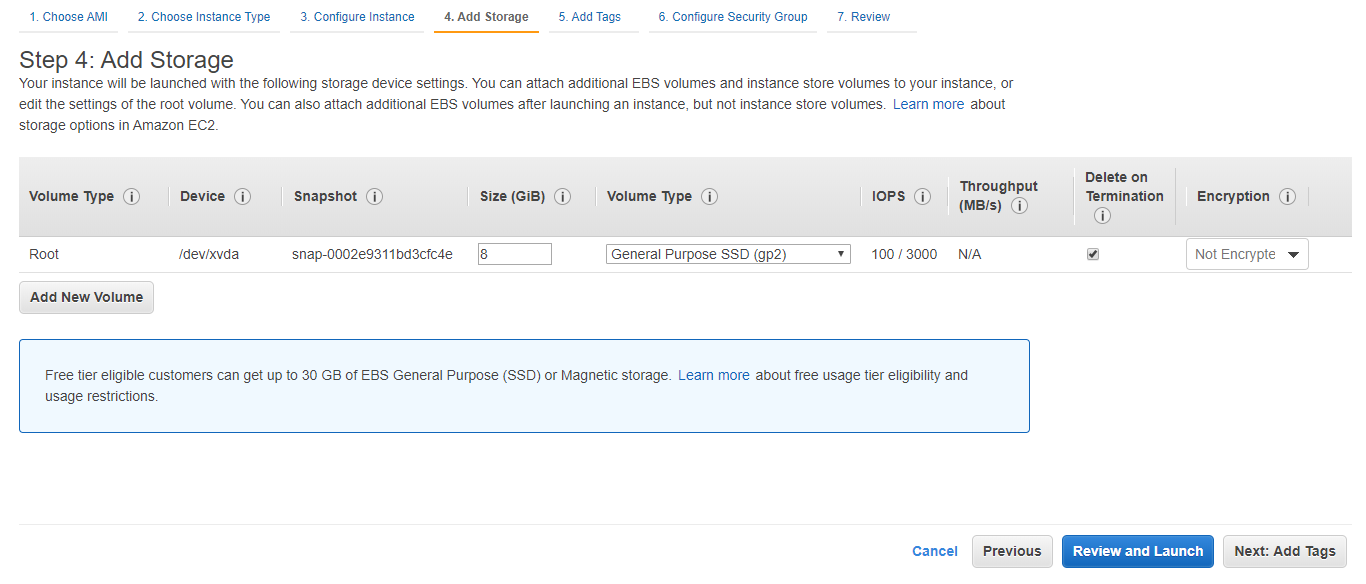 1. Choose AMI 2. Choose Instance Type 3. Configure Instance 4. Add Storage 5. Add Tags 6. Configure Security Group 7. Review
Step 4: Add Storage
Your instance will be launched with the following storage device settings. You can attach additional EBS volumes and instance store volumes to your instance, or
edit the settings of the root volume. You can also attach additional EBS volumes after launching an instance, but not instance store volumes. Learn more about
storage options in Amazon EC2.
Volume Type i Device i Snapshot i Size (GiB) i Volume Type i IOPS i Throughput (MB/s) i Delete on Termination i Encryption i
Root /dev/xvda snap-0002e9311bd3cfc4e 8 General Purpose SSD (gp2) 100 / 3000 N/A Not Encrypte
Add New Volume
Free tier eligible customers can get up to 30 GB of EBS General Purpose (SSD) or Magnetic storage. Learn more about free usage tier eligibility and
usage restrictions.
Cancel Previous Review and Launch Next: Add Tags